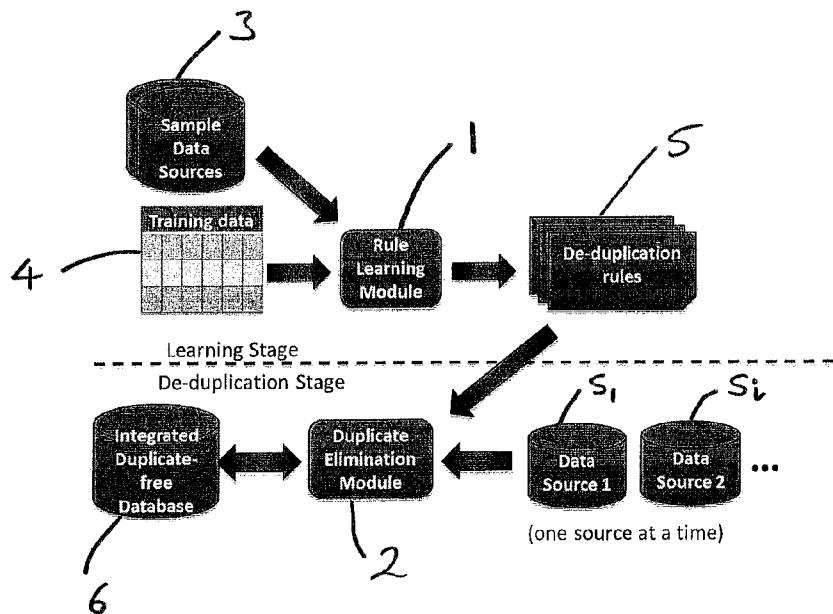 3
Sample
Data
Sources
1
5
Training data
4
Rule
Learning
Module
De-duplication
rules
Learning Stage
De-duplication Stage
S1
Si
Integrated
Duplicate-
free
Database
Duplicate
Elimination
Module
Data
Source 1
Data
Source 2
...
(one source at a time)
6
2